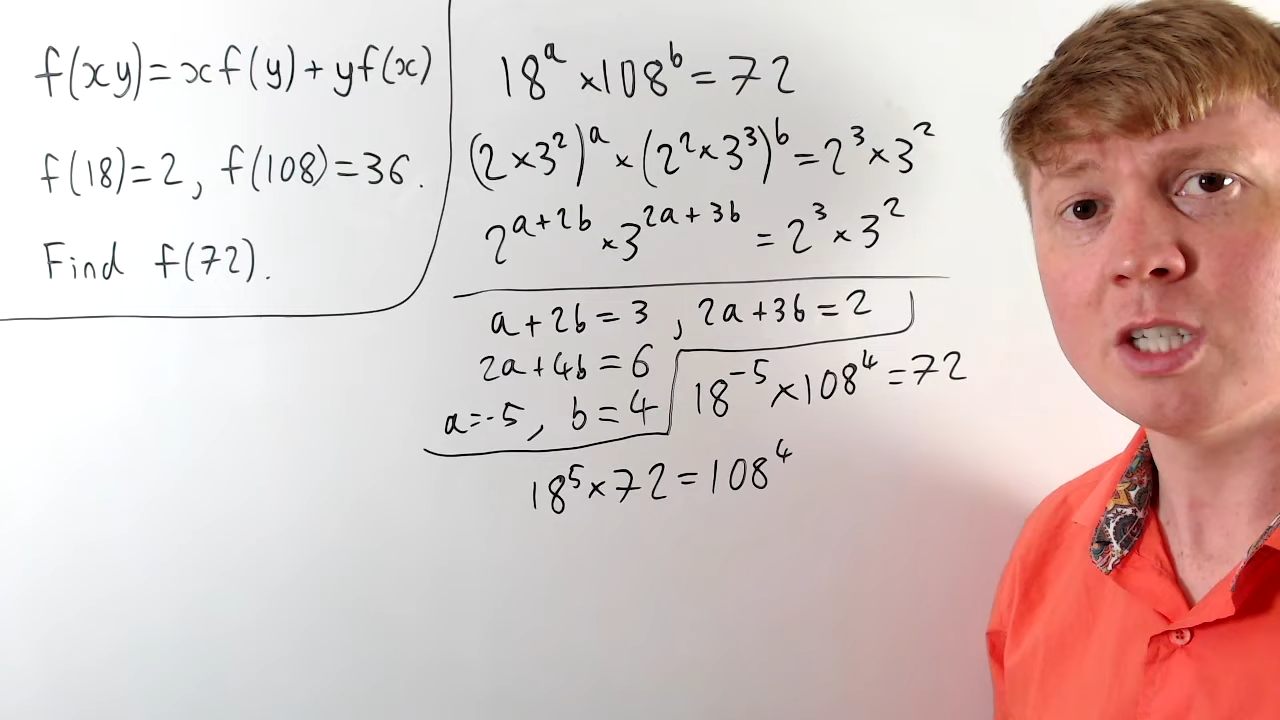 f(xy)=xf(y)+yf(x)
f(18)=2, f(108)=36.
Find f(72).
18^a×108^b=72
(2×3^2)^a×(2^2×3^3)^b=2^3×3^2
2^{a+2b}×3^{2a+3b}=2^3×3^2
a+2b=3, 2a+3b=2
2a+4b=6
a=-5, b=4
18^{-5}×108^4=72
18^5×72=108^4